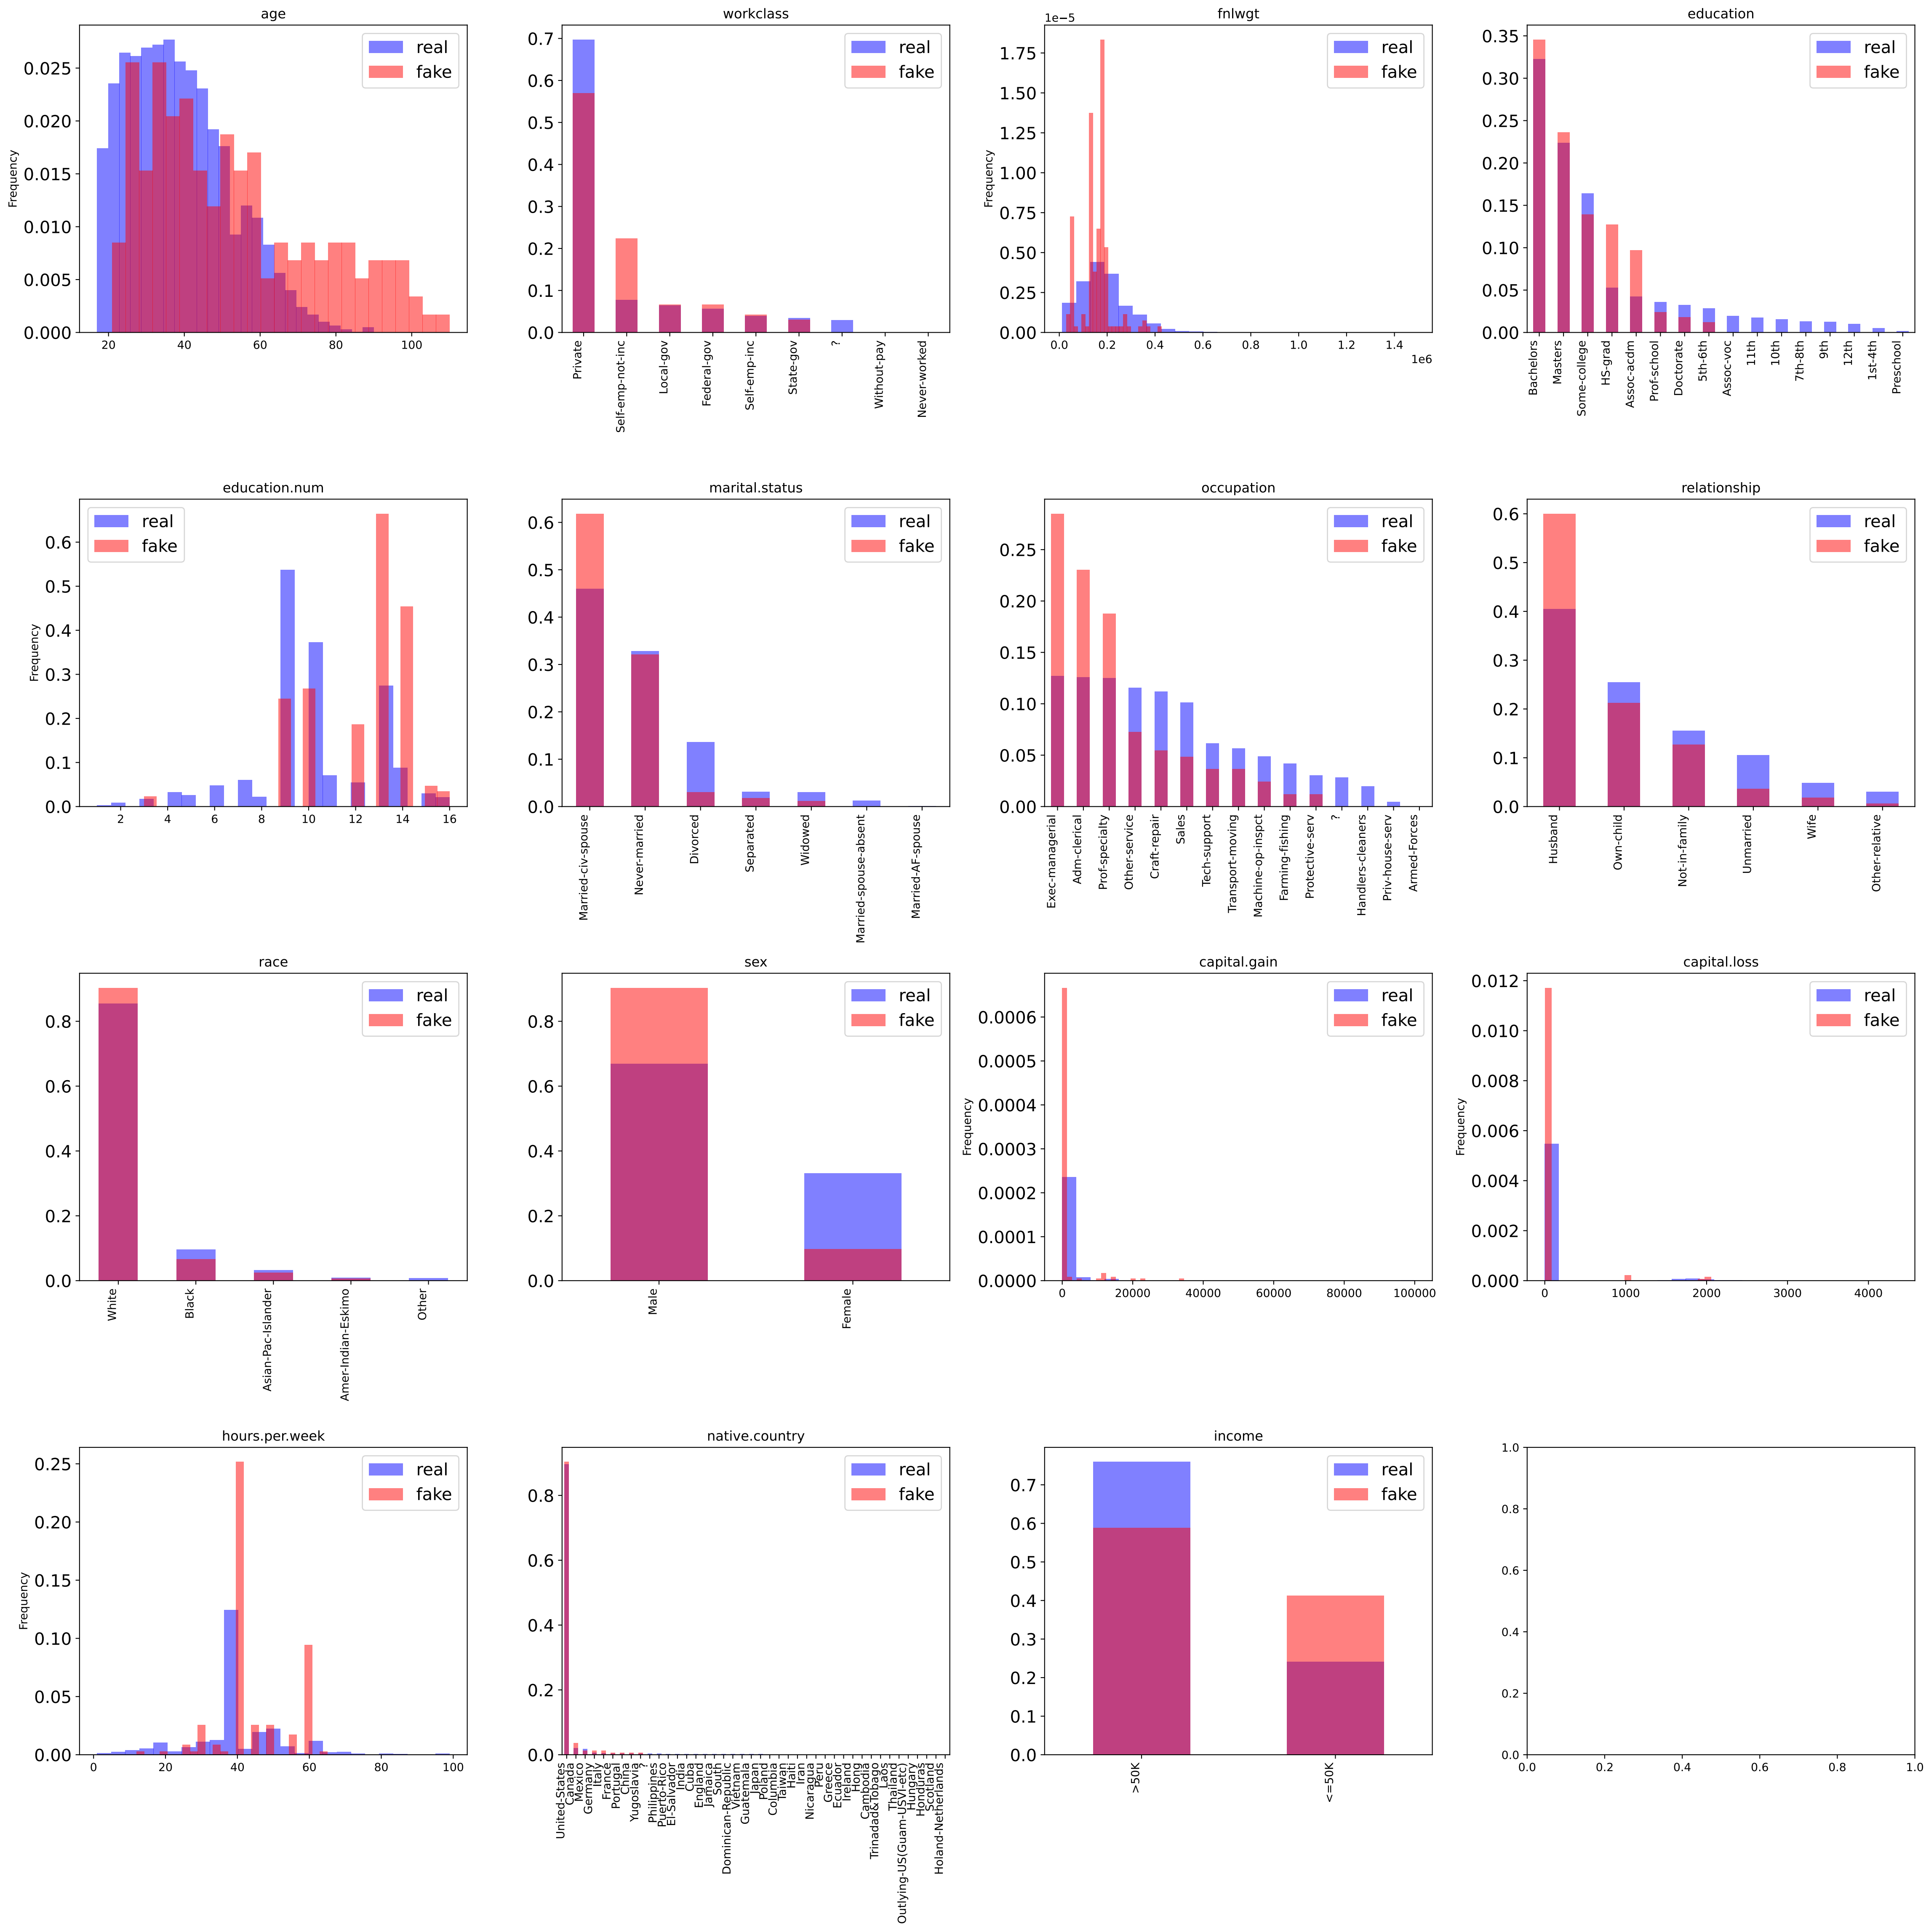 age
real
fake
Frequency
0.000
0.005
0.010
0.015
0.020
0.025
20
40
60
80
100
workclass
real
fake
0.0
0.1
0.2
0.3
0.4
0.5
0.6
0.7
Private
Self-emp-not-inc
Local-gov
Federal-gov
Self-emp-inc
State-gov
?
Without-pay
Never-worked
fnlwgt
1e−5
real
fake
Frequency
0.00
0.25
0.50
0.75
1.00
1.25
1.50
1.75
0.0
0.2
0.4
0.6
0.8
1.0
1.2
1.4
1e6
education
real
fake
0.00
0.05
0.10
0.15
0.20
0.25
0.30
0.35
Bachelors
Masters
Some-college
HS-grad
Assoc-acdm
Prof-school
Doctorate
5th-6th
Assoc-voc
11th
10th
7th-8th
9th
12th
1st-4th
Preschool
education.num
real
fake
Frequency
0.0
0.1
0.2
0.3
0.4
0.5
0.6
2
4
6
8
10
12
14
16
marital.status
real
fake
0.0
0.1
0.2
0.3
0.4
0.5
0.6
Married-civ-spouse
Never-married
Divorced
Separated
Widowed
Married-spouse-absent
Married-AF-spouse
occupation
real
fake
0.00
0.05
0.10
0.15
0.20
0.25
Exec-managerial
Adm-clerical
Prof-specialty
Other-service
Craft-repair
Sales
Tech-support
Transport-moving
Machine-op-inspct
Farming-fishing
Protective-serv
?
Handlers-cleaners
Priv-house-serv
Armed-Forces
relationship
real
fake
0.0
0.1
0.2
0.3
0.4
0.5
0.6
Husband
Own-child
Not-in-family
Unmarried
Wife
Other-relative
race
real
fake
0.0
0.2
0.4
0.6
0.8
White
Black
Asian-Pac-Islander
Amer-Indian-Eskimo
Other
sex
real
fake
0.0
0.2
0.4
0.6
0.8
Male
Female
capital.gain
real
fake
Frequency
0.0000
0.0001
0.0002
0.0003
0.0004
0.0005
0.0006
0
20000
40000
60000
80000
100000
capital.loss
real
fake
Frequency
0.000
0.002
0.004
0.006
0.008
0.010
0.012
0
1000
2000
3000
4000
hours.per.week
real
fake
Frequency
0.00
0.05
0.10
0.15
0.20
0.25
0
20
40
60
80
100
native.country
real
fake
0.0
0.2
0.4
0.6
0.8
United-States
Canada
Mexico
Germany
Italy
France
Portugal
China
Yugoslavia
?
Philippines
Puerto-Rico
El-Salvador
India
Cuba
England
Jamaica
South
Dominican-Republic
Vietnam
Guatemala
Japan
Poland
Columbia
Taiwan
Haiti
Iran
Nicaragua
Peru
Greece
Ecuador
Ireland
Hong
Cambodia
Trinadad&Tobago
Laos
Thailand
Outlying-US(Guam-USVI-etc)
Hungary
Honduras
Scotland
Holand-Netherlands
income
real
fake
0.0
0.1
0.2
0.3
0.4
0.5
0.6
0.7
>50K
<=50K
0.0
0.2
0.4
0.6
0.8
1.0
0.0
0.2
0.4
0.6
0.8
1.0